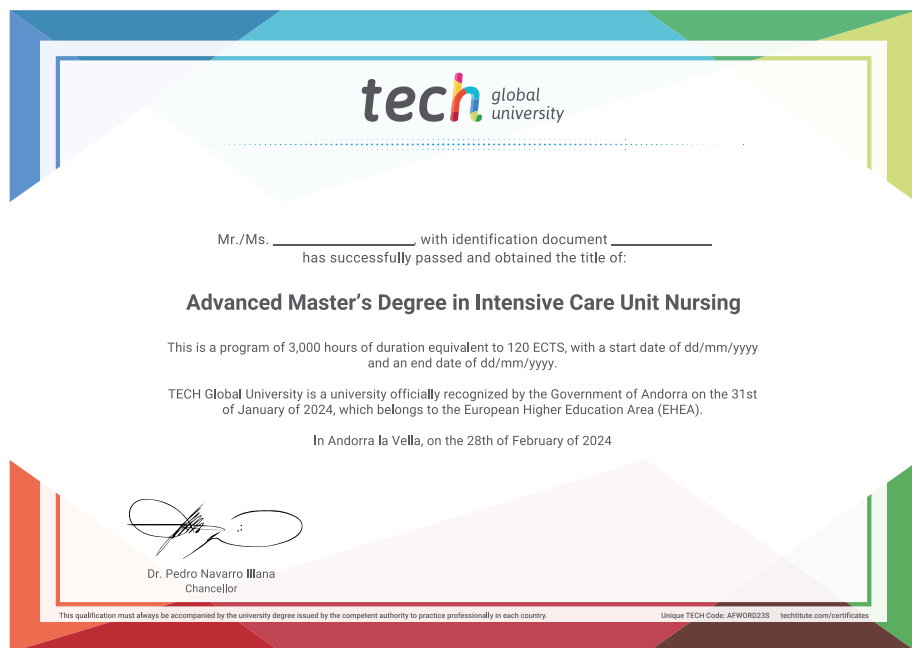 tech global
university
Mr./Ms. ______________, with identification document __________
has successfully passed and obtained the title of:
Advanced Master’s Degree in Intensive Care Unit Nursing
This is a program of 3,000 hours of duration equivalent to 120 ECTS, with a start date of dd/mm/yyyy
and an end date of dd/mm/yyyy.
TECH Global University is a university officially recognized by the Government of Andorra on the 31st
of January of 2024, which belongs to the European Higher Education Area (EHEA).
In Andorra la Vella, on the 28th of February of 2024
Dr. Pedro Navarro Illana
Chancellor
This qualification must always be accompanied by the university degree issued by the competent authority to practice professionally in each country.
Unique TECH Code: AFWORD23S techtitute.com/certificates